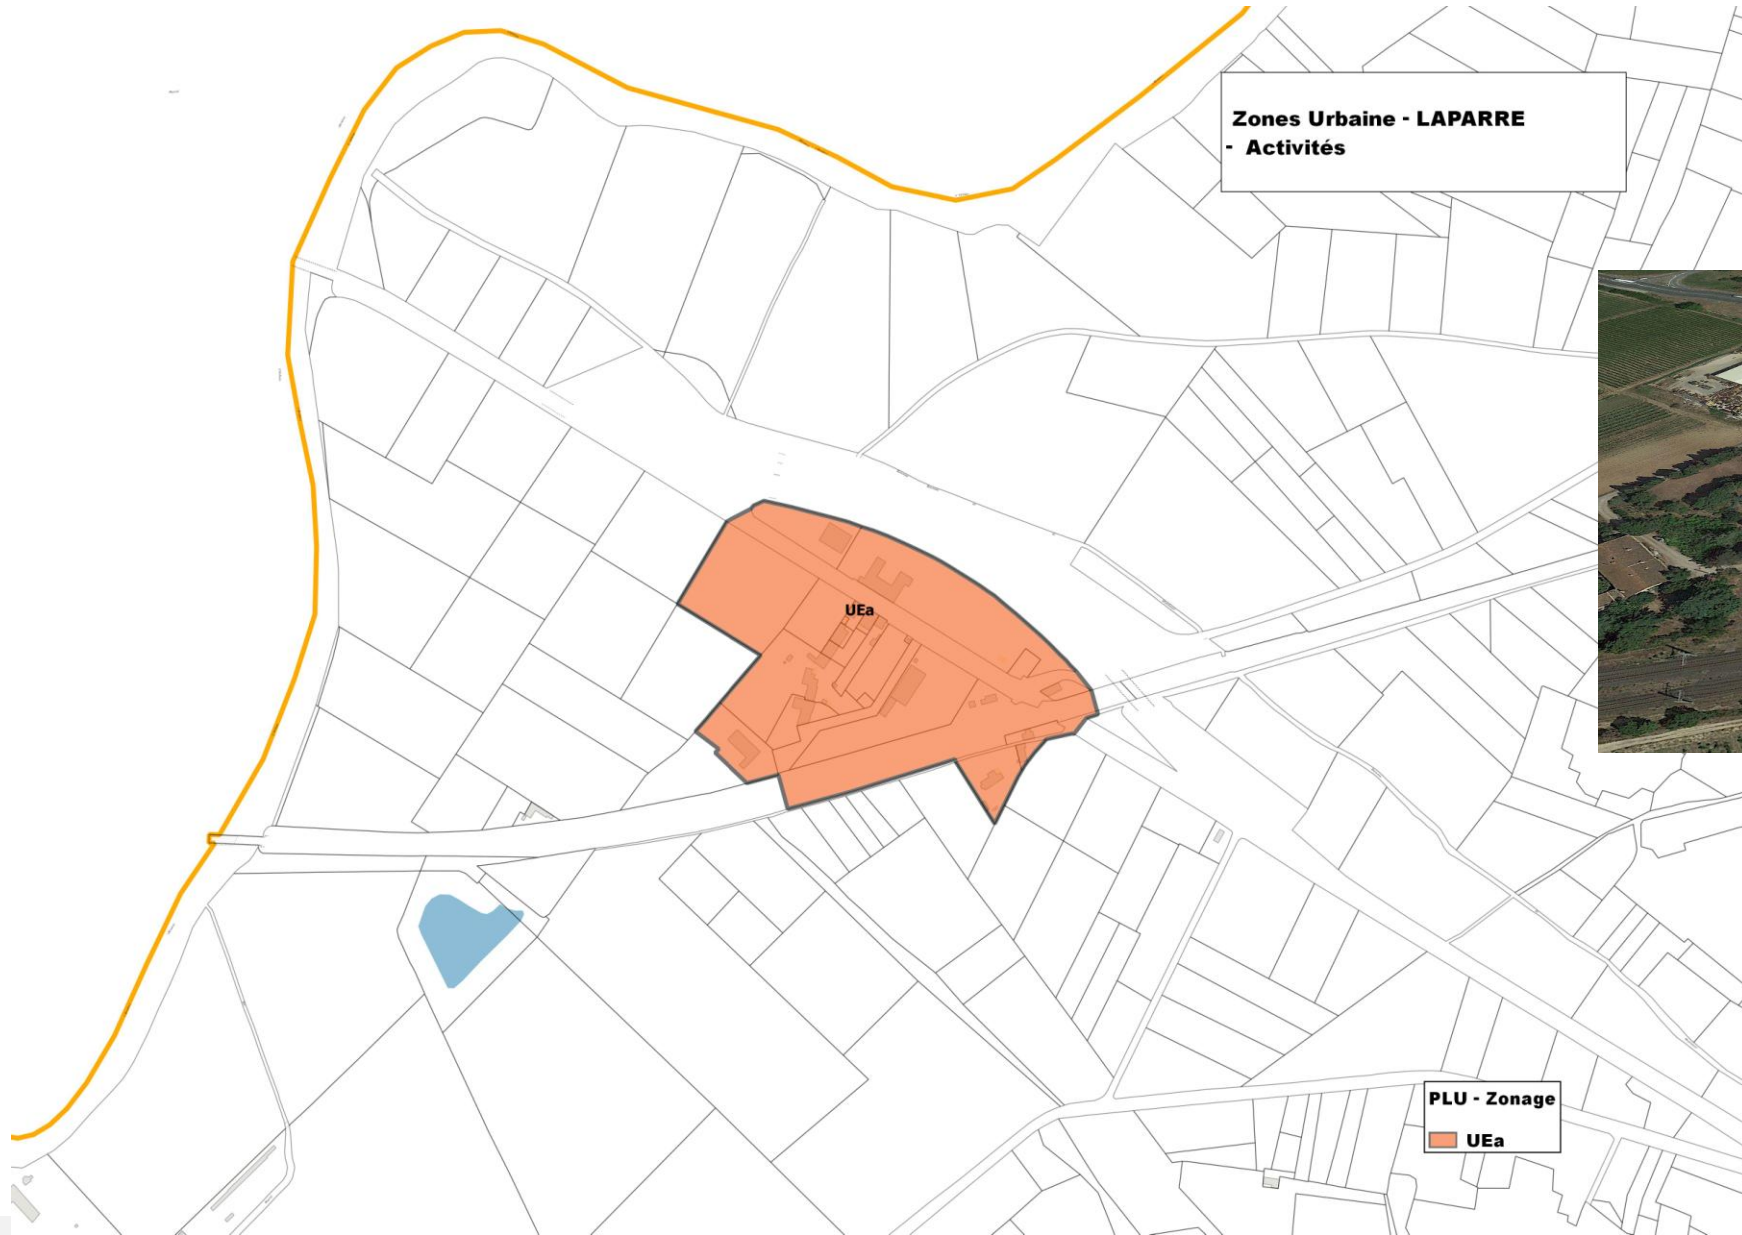 Zones Urbaine - LAPARRE
- Activités
UEa
PLU - Zonage
UEa